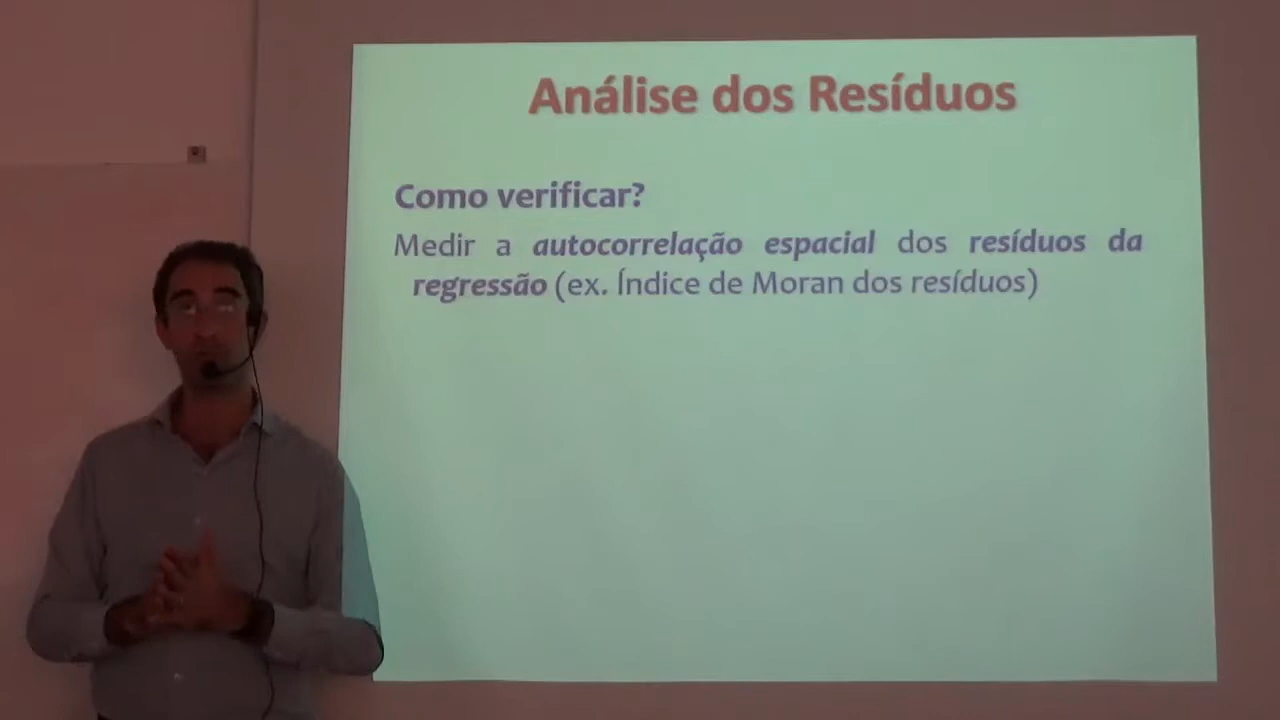 Análise dos Resíduos
Como verificar?
Medir a autocorrelação espacial dos resíduos da
regressão (ex. Índice de Moran dos resíduos)